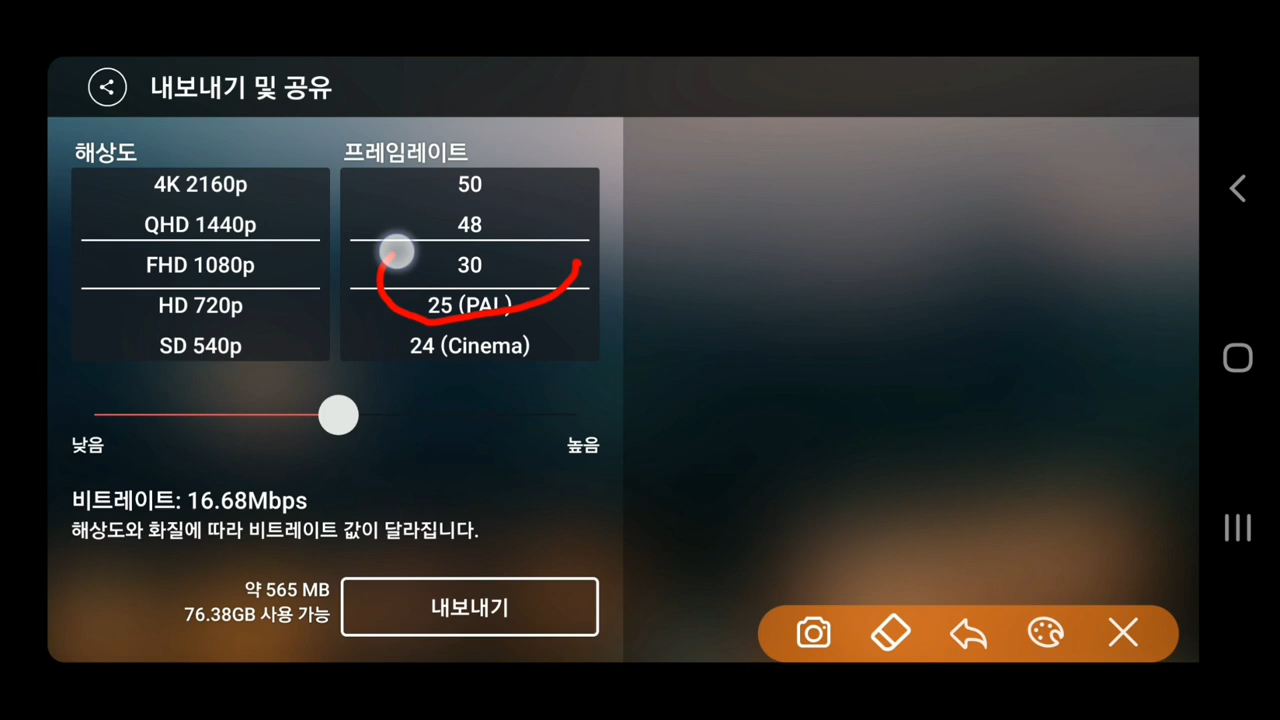 내보내기 및 공유
해상도
4K 2160p
QHD 1440p
FHD 1080p
HD 720p
SD 540p
프레임레이트
50
48
30
25 (PAL)
24 (Cinema)
낮음
높음
비트레이트: 16.68Mbps
해상도와 화질에 따라 비트레이트 값이 달라집니다.
약 565 MB
76.38GB 사용 가능
내보내기